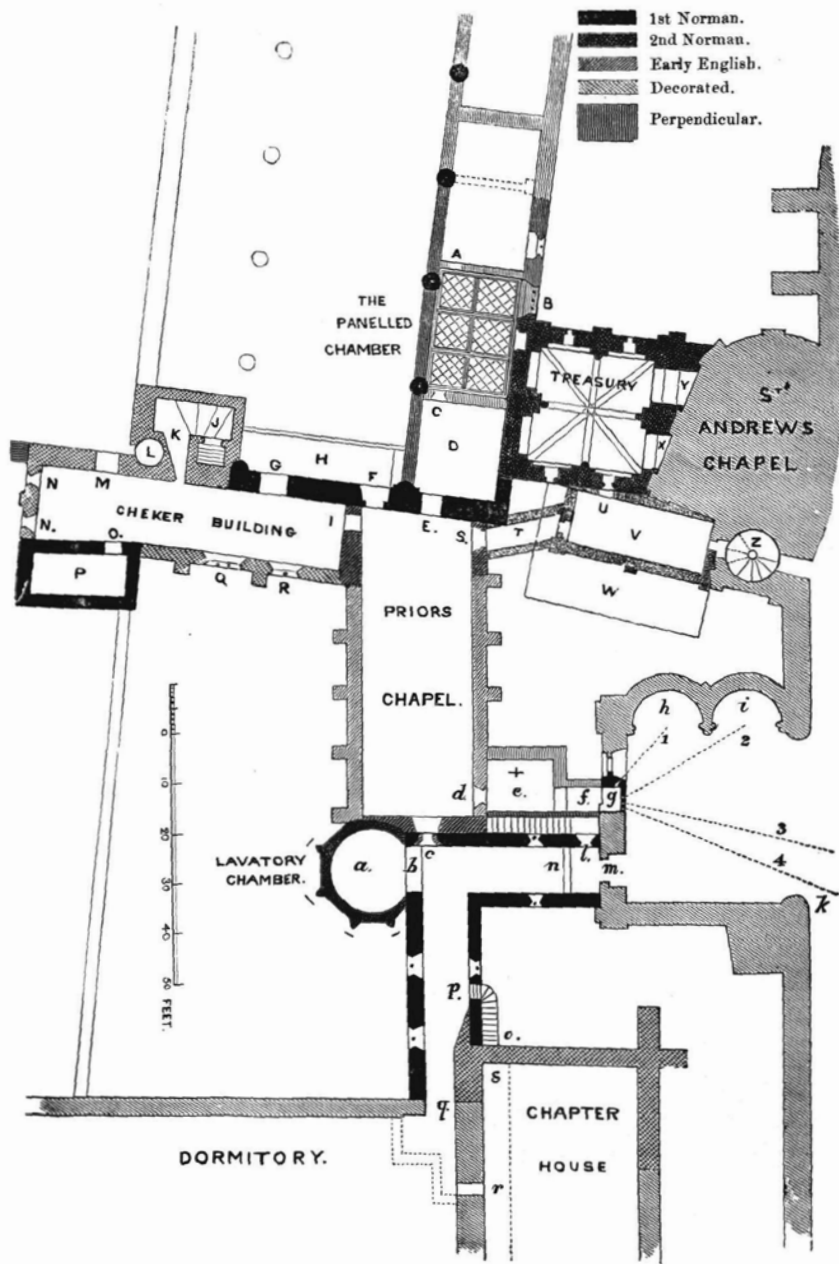 1st Norman.
2nd Norman.
Early English.
Decorated.
Perpendicular.
A
B
THE
PANELLED
CHAMBER
TREASURY
Y
X
STS
ANDREWS
CHAPEL
C
D
J
K
L
H
G
F
E.
N
M
N.
O.
CHEKER BUILDING
I
S.
T
U
V
W
Z
P
Q
R
PRIORS
CHAPEL.
h
i
1
2
3
4
k
d.
e.
f.
g
LAVATORY
CHAMBER.
a.
b
c
n
l.
m.
0
10
20
30
40
50
FEET.
p.
o.
s
q.
r
CHAPTER
HOUSE
DORMITORY.